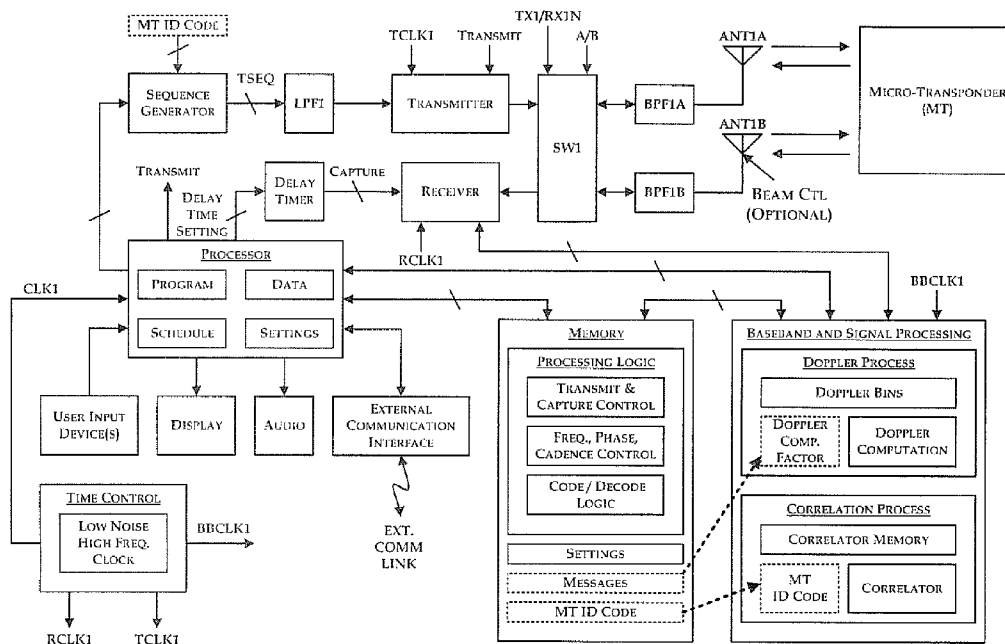 MT ID CODE
SEQUENCE
GENERATOR
TSEQ
LPF1
TCLK1
TRANSMIT
TRANSMITTER
TX1/RX1N
A/B
SW1
BPF1A
ANT1A
MICRO-TRANSPONDER
(MT)
BPF1B
ANT1B
BEAM CTL
(OPTIONAL)
TRANSMIT
DELAY
TIME
SETTING
DELAY
TIMER
CAPTURE
RECEIVER
RCLK1
CLK1
PROCESSOR
PROGRAM
DATA
SCHEDULE
SETTINGS
USER INPUT
DEVICE(S)
DISPLAY
AUDIO
EXTERNAL
COMMUNICATION
INTERFACE
EXT.
COMM
LINK
TIME CONTROL
LOW NOISE
HIGH FREQ.
CLOCK
BBCLK1
RCLK1
TCLK1
MEMORY
PROCESSING LOGIC
TRANSMIT &
CAPTURE CONTROL
FREQ., PHASE,
CADENCE CONTROL
CODE/DECODE
LOGIC
SETTINGS
MESSAGES
MT ID CODE
BBCLK1
BASEBAND AND SIGNAL PROCESSING
DOPPLER PROCESS
DOPPLER BINS
DOPPLER
COMP.
FACTOR
DOPPLER
COMPUTATION
CORRELATION PROCESS
CORRELATOR MEMORY
MT
ID CODE
CORRELATOR